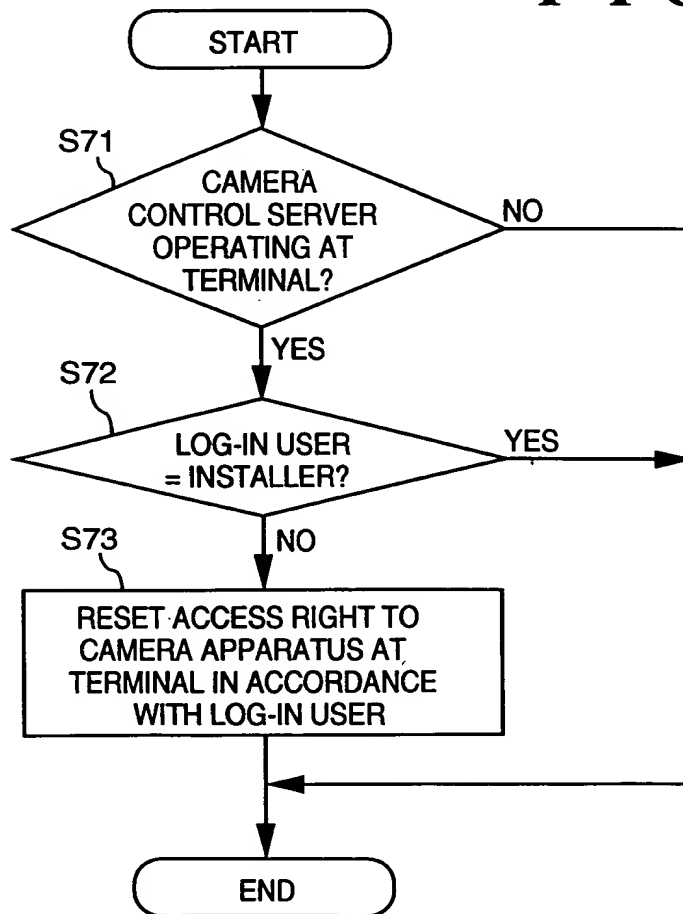 START
S71
CAMERA
CONTROL SERVER
OPERATING AT
TERMINAL?
NO
YES
S72
LOG-IN USER
= INSTALLER?
YES
NO
S73
RESET ACCESS RIGHT TO
CAMERA APPARATUS AT
TERMINAL IN ACCORDANCE
WITH LOG-IN USER
END